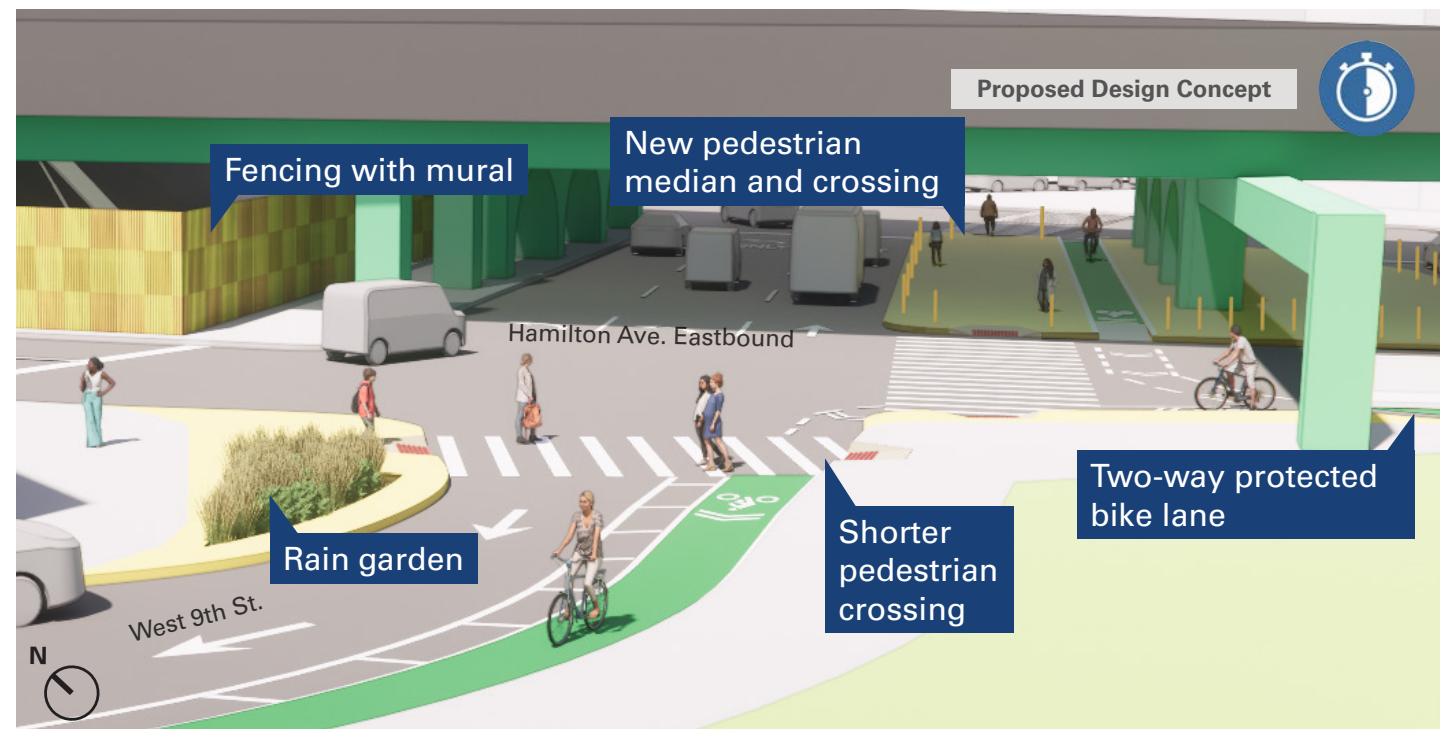 Proposed Design Concept
New pedestrian
median and crossing
Fencing with mural
ONLY
Hamilton Ave. Eastbound
Two-way protected
bike lane
Shorter
pedestrian
crossing
Rain garden
West 9th St.
N